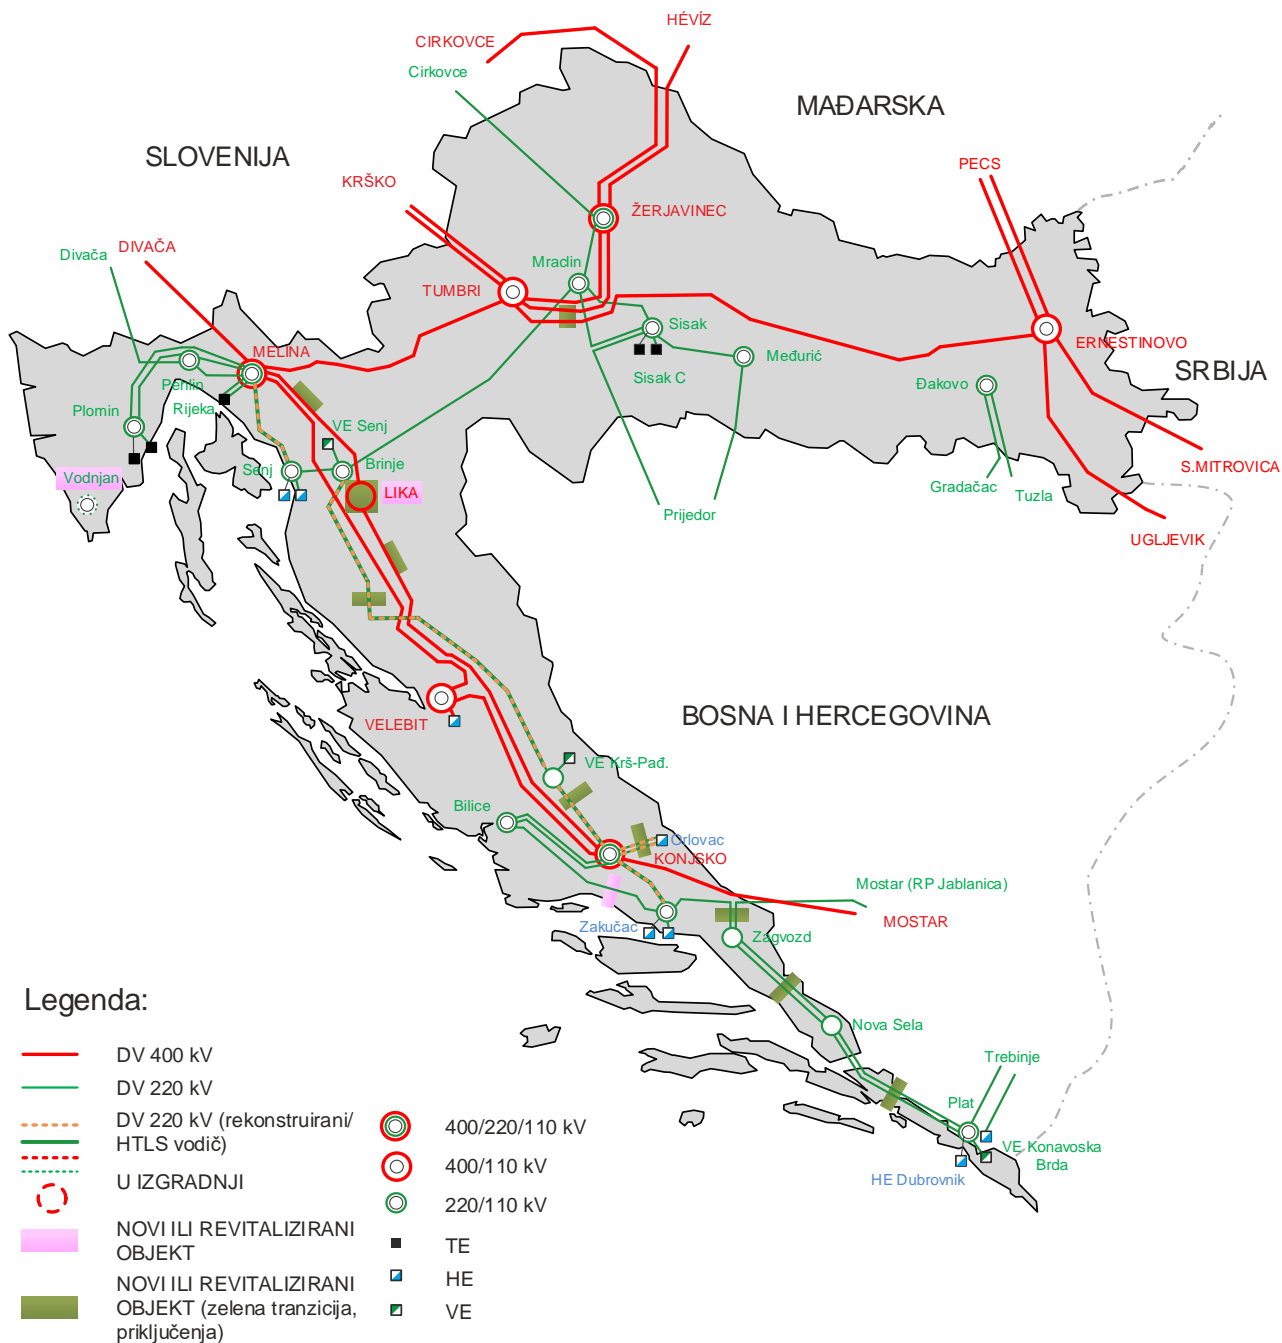 HÉVÍZ
CIRKOVCE
Cirkovce
MAĐARSKA
SLOVENIJA
PECS
KRŠKO
ŽERJAVINEC
DIVAČA
Divača
Mraclin
TUMBRI
Sisak
ERNESTINOVO
MELINA
Međurić
SRBIJA
Pehlin
Sisak C
Đakovo
Plomin
Rijeka
VE Senj
Vodnjan
Senj
Brinje
S.MITROVICA
LIKA
Gradačac
Tuzla
Prijedor
UGLJEVIK
BOSNA I HERCEGOVINA
VELEBIT
VE Krš-Pađ.
Bilice
Orlovac
KONJSKO
Mostar (RP Jablanica)
MOSTAR
Zakučac
Zagvozd
Nova Sela
Trebinje
Plat
VE Konavoska
Brda
HE Dubrovnik
Legenda:
DV 400 kV
DV 220 kV
DV 220 kV (rekonstruirani/
HTLS vodič)
U IZGRADNJI
NOVI ILI REVITALIZIRANI
OBJEKT
NOVI ILI REVITALIZIRANI
OBJEKT (zelena tranzicija,
priključenja)
400/220/110 kV
400/110 kV
220/110 kV
TE
HE
VE